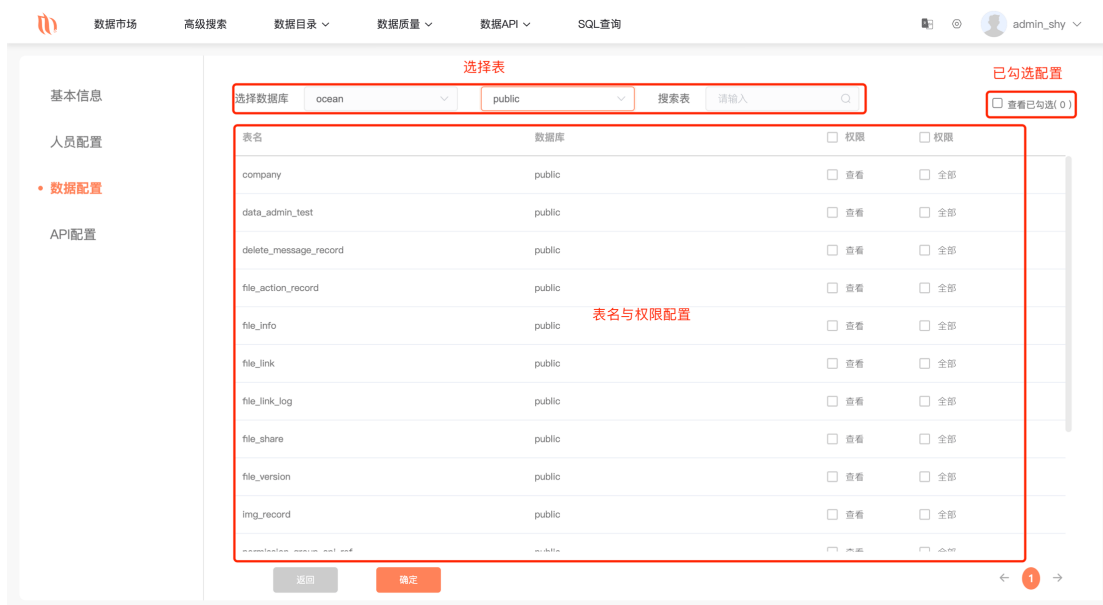 数据市场 高级搜索 数据目录 数据质量 数据API SQL查询 admin_shy
选择表
已勾选配置
基本信息
人员配置
数据配置
API配置
选择数据库 ocean public 搜索表 请输入
查看已勾选( 0 )
表名 数据库 权限 权限
company public 查看 全部
data_admin_test public 查看 全部
delete_message_record public 查看 全部
file_action_record public 查看 全部
表名与权限配置
file_info public 查看 全部
file_link public 查看 全部
file_link_log public 查看 全部
file_share public 查看 全部
file_version public 查看 全部
img_record public 查看 全部
permission_group_api_ref public 查看 全部
返回 确定 1